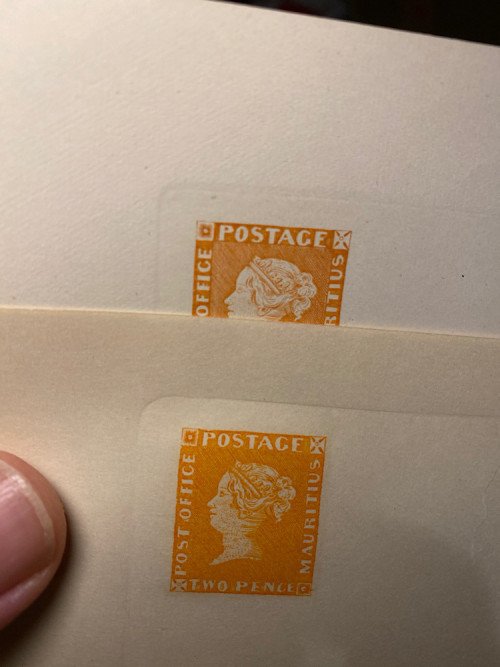 POSTAGE
OFFICE
RITIUS
POSTAGE
POST OFFICE
MAURITIUS
TWO PENCE